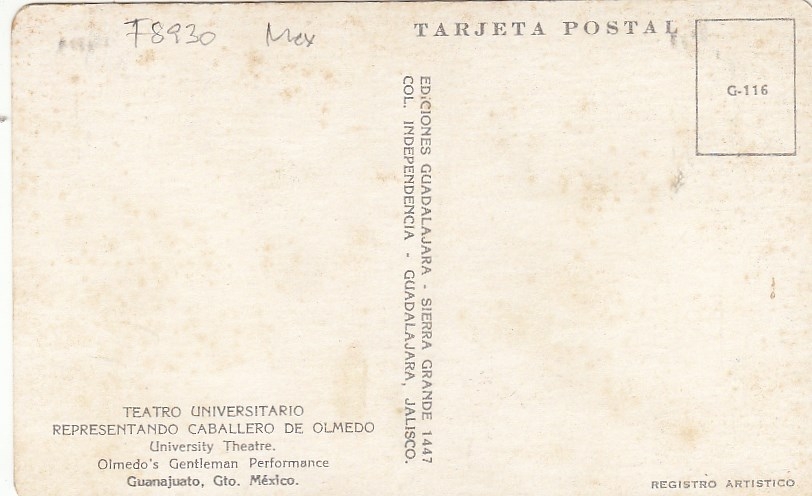 F8930 Mex
TARJETA POSTAL
G-116
EDICIONES GUADALAJARA - SIERRA GRANDE 1447
COL. INDEPENDENCIA - GUADALAJARA, JALISCO.
TEATRO UNIVERSITARIO
REPRESENTANDO CABALLERO DE OLMEDO
University Theatre.
Olmedo's Gentleman Performance
Guanajuato, Gto. México.
REGISTRO ARTISTICO